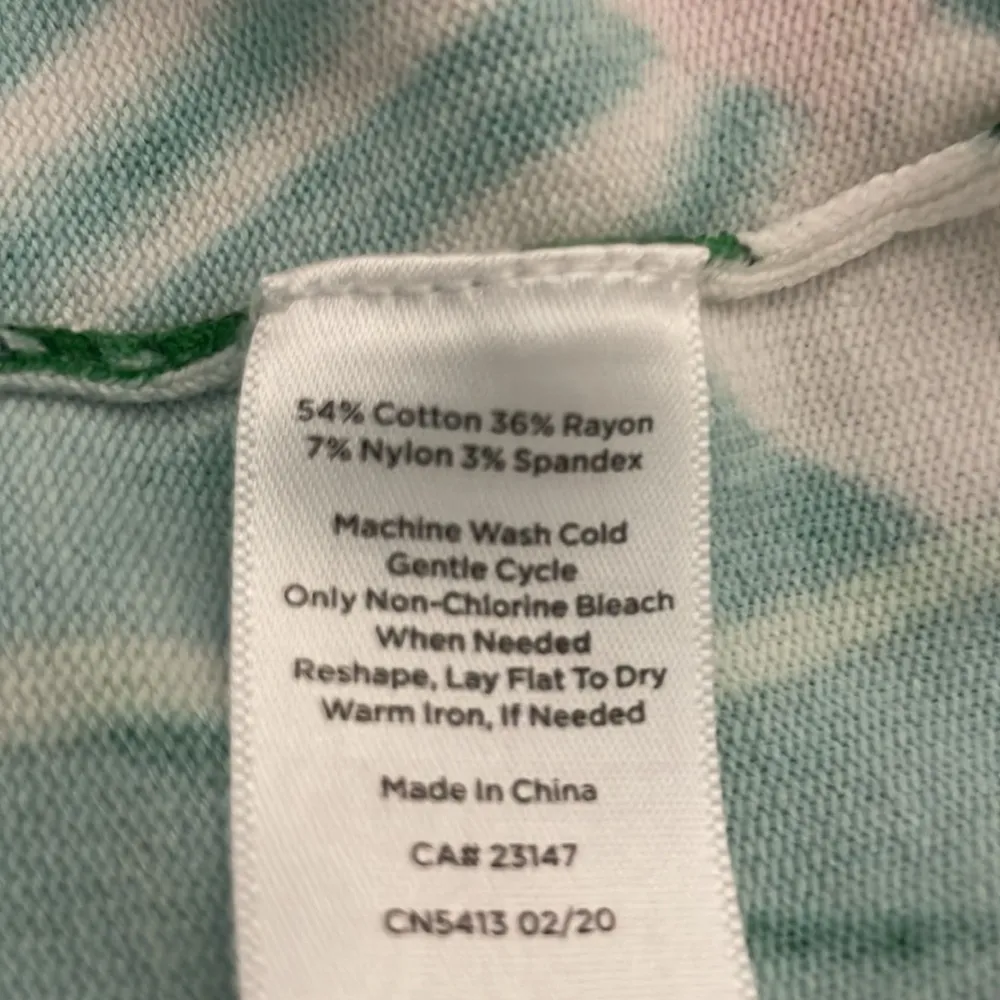 54% Cotton 36% Rayon
7% Nylon 3% Spandex
Machine Wash Cold
Gentle Cycle
Only Non-Chlorine Bleach
When Needed
Reshape, Lay Flat To Dry
Warm Iron, If Needed
Made In China
CA# 23147
CN5413 02/20